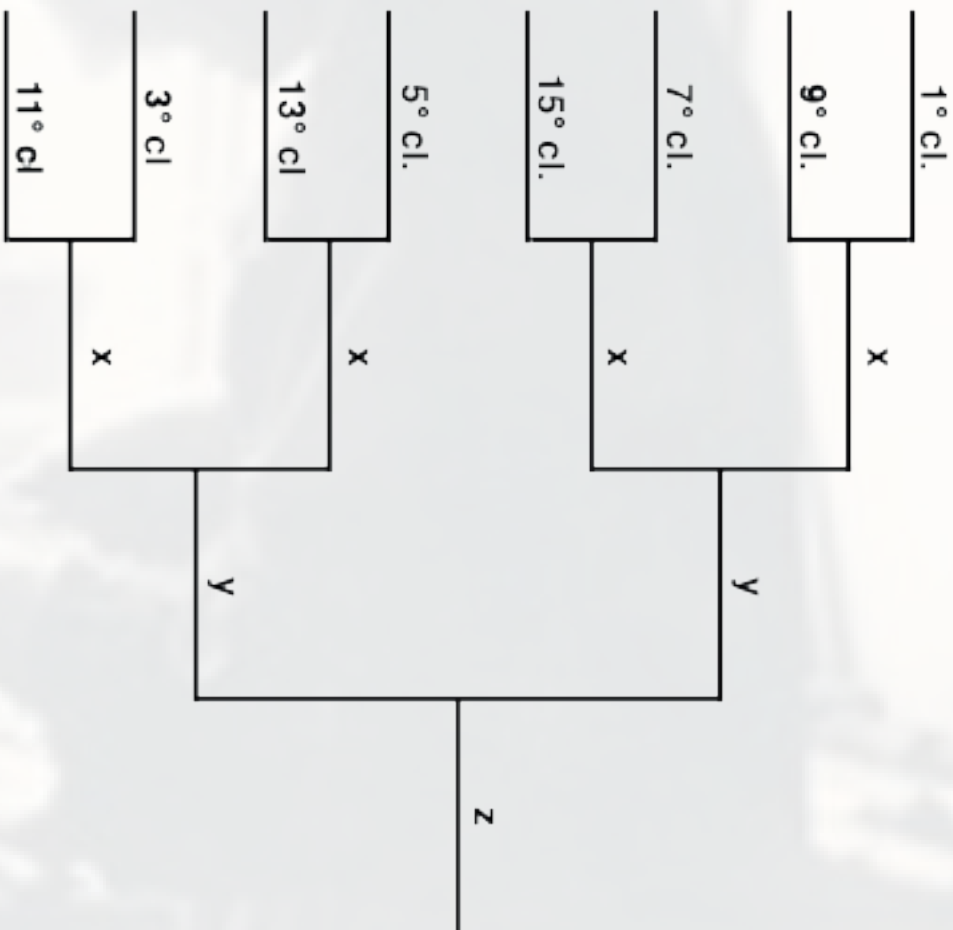 1° cl.
x
9° cl.
y
7° cl.
x
15° cl.
z
5° cl.
x
13° cl
y
3° cl
x
11° cl